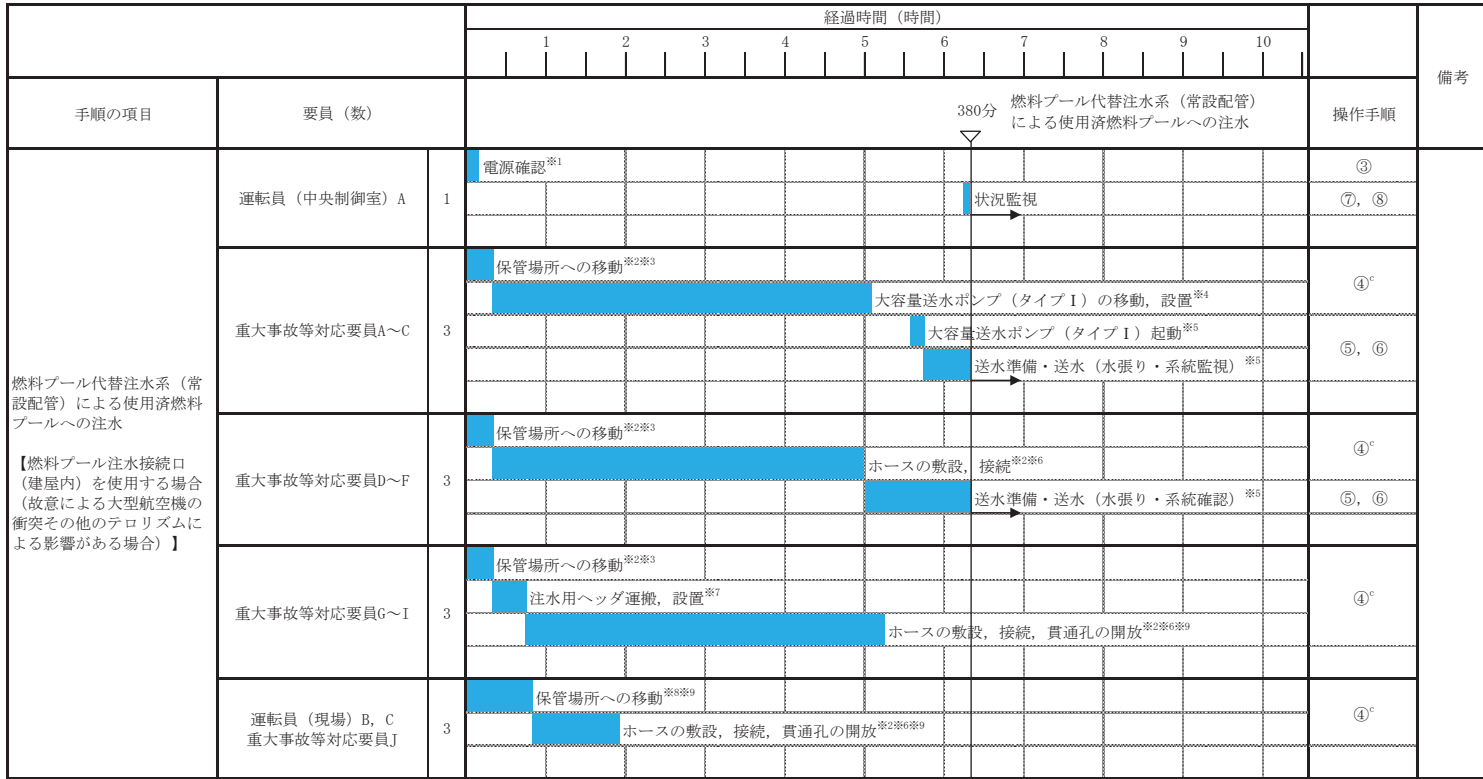 経過時間（時間）
1 2 3 4 5 6 7 8 9 10
備考
手順の項目
要員（数）
380分
燃料プール代替注水系（常設配管）
による使用済燃料プールへの注水
操作手順
燃料プール代替注水系（常
設配管）による使用済燃料
プールへの注水
【燃料プール注水接続口
（建屋内）を使用する場合
（故意による大型航空機の
衝突その他のテロリズムに
よる影響がある場合）】
運転員（中央制御室）A
1
電源確認※1
③
状況監視
⑦，⑧
重大事故等対応要員A～C
3
保管場所への移動※2※3
大容量送水ポンプ（タイプⅠ）の移動，設置※4
④c
大容量送水ポンプ（タイプⅠ）起動※5
送水準備・送水（水張り・系統監視）※5
⑤，⑥
重大事故等対応要員D～F
3
保管場所への移動※2※3
ホースの敷設，接続※2※6
④c
送水準備・送水（水張り・系統確認）※5
⑤，⑥
重大事故等対応要員G～I
3
保管場所への移動※2※3
注水用ヘッダ運搬，設置※7
ホースの敷設，接続，貫通孔の開放※2※6※9
④c
運転員（現場）B，C
重大事故等対応要員J
3
保管場所への移動※8※9
ホースの敷設，接続，貫通孔の開放※2※6※9
④c